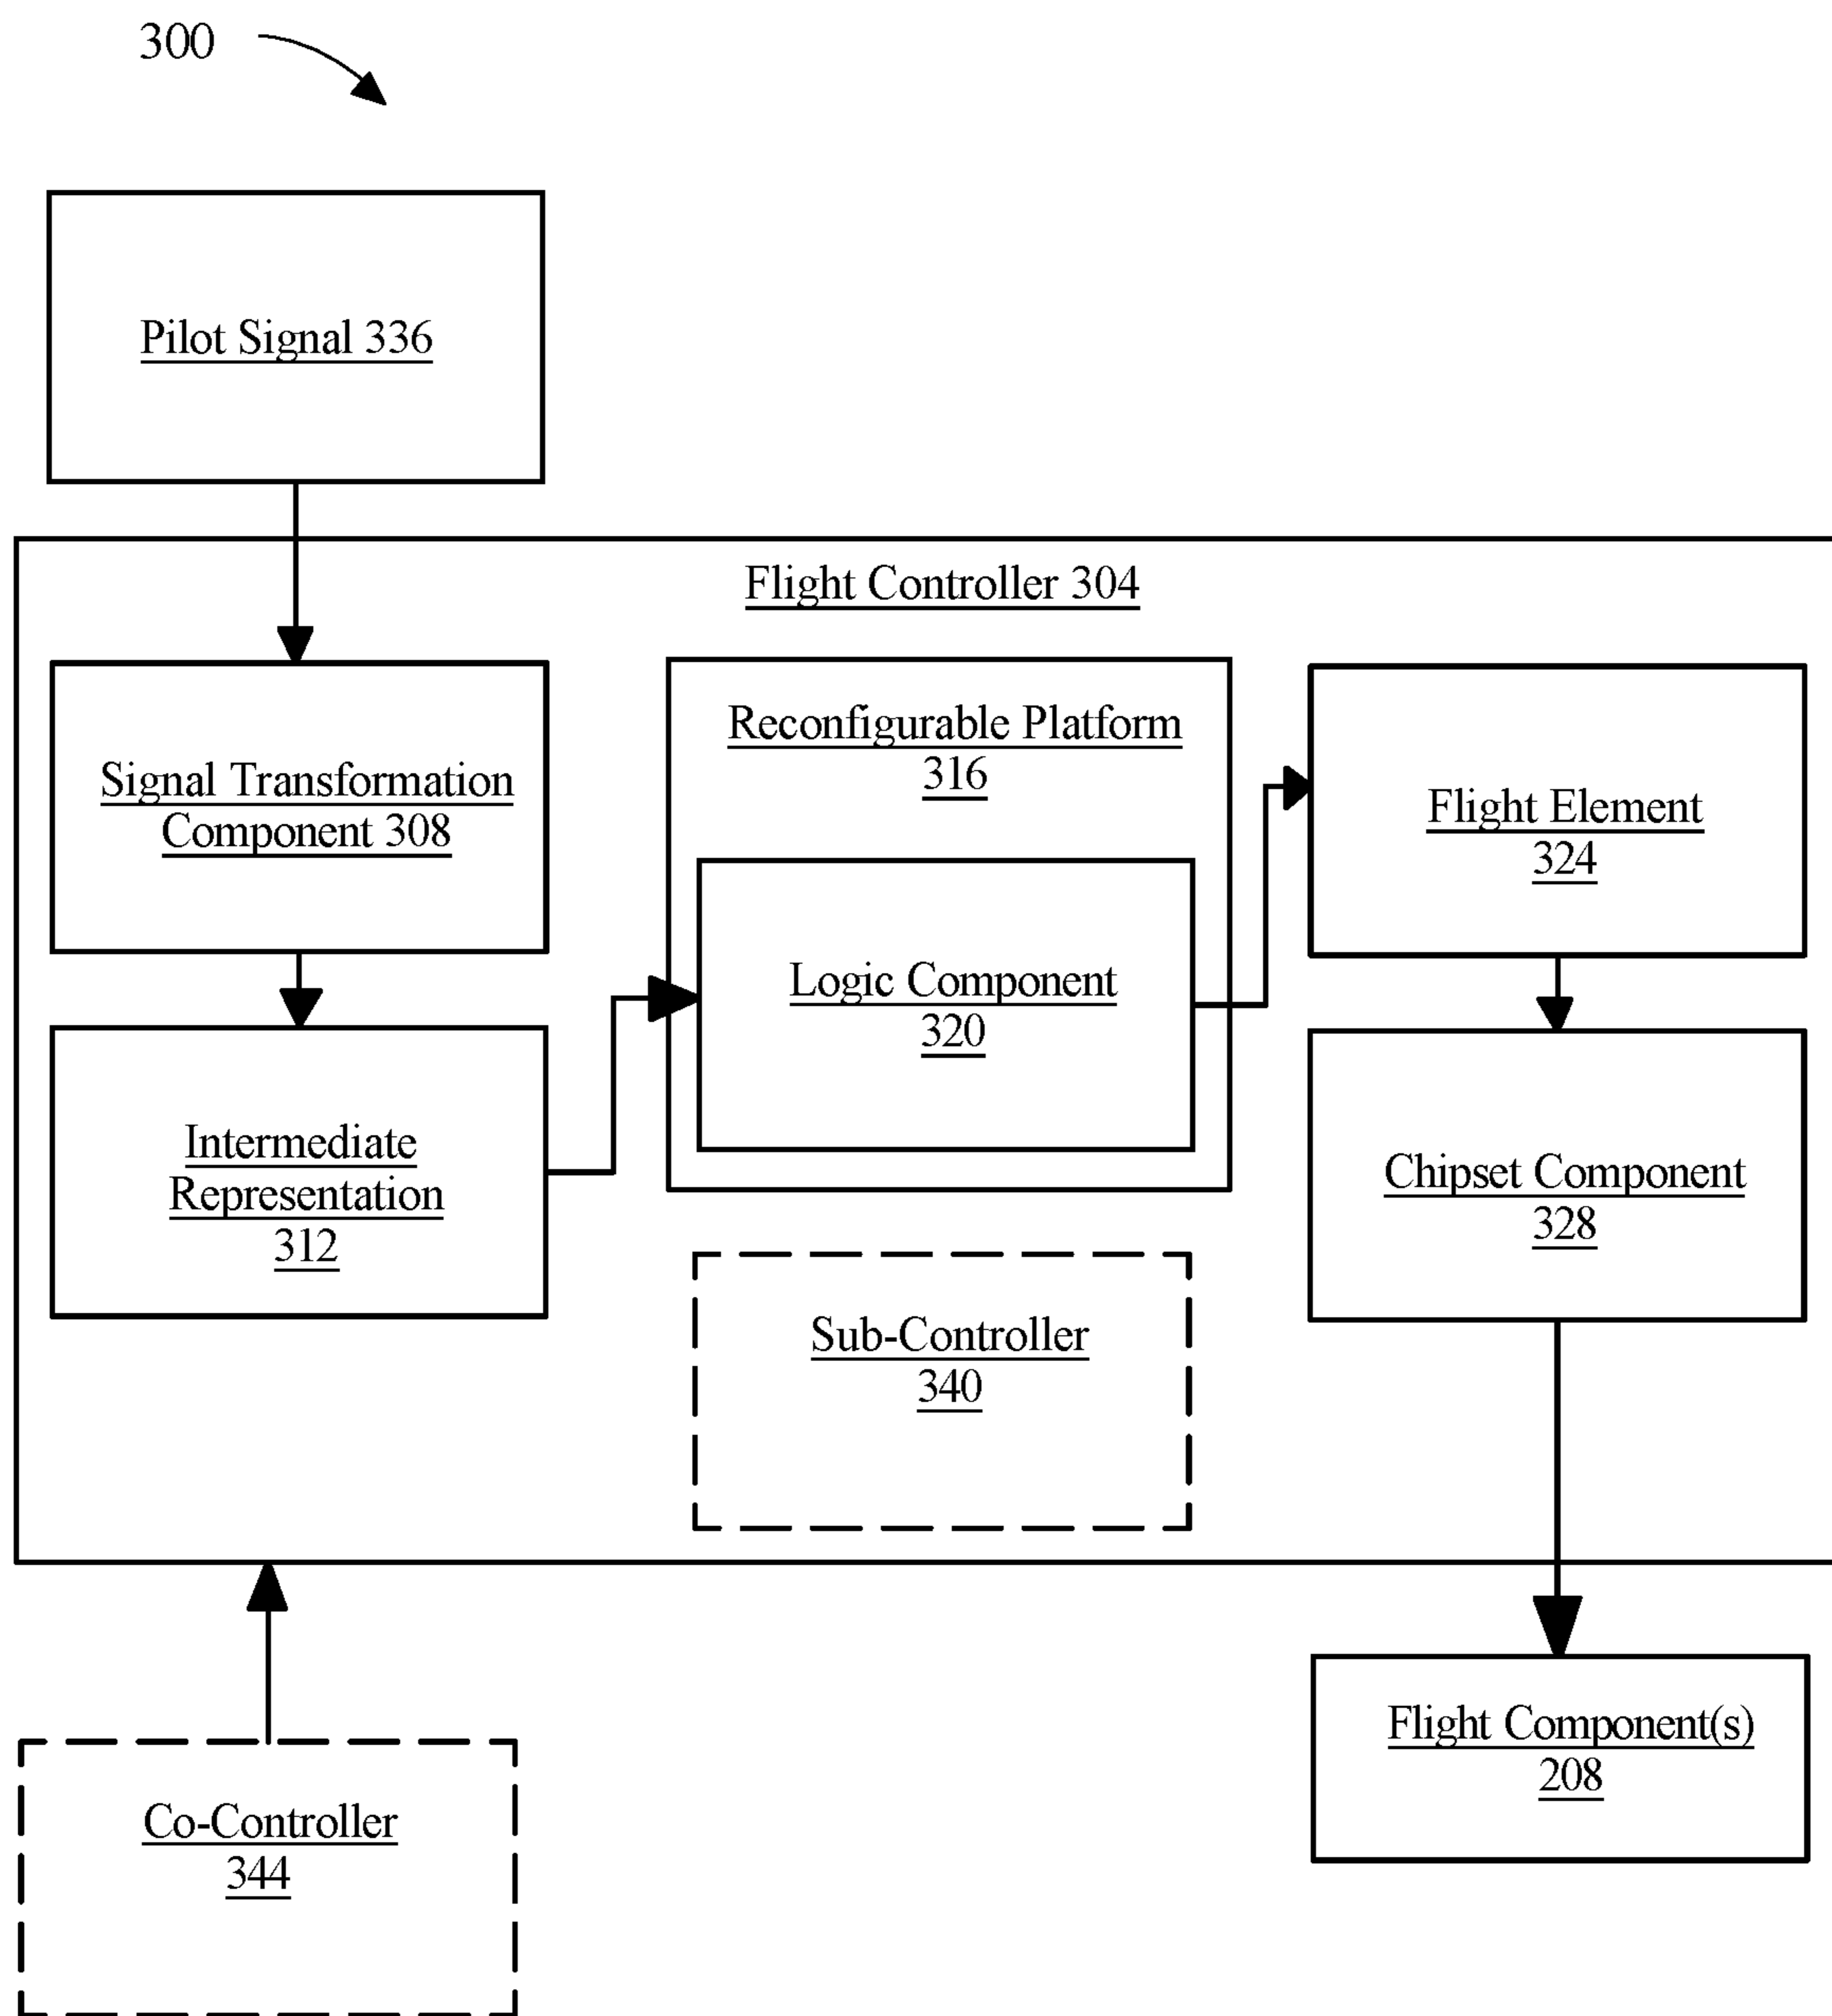 300
Pilot Signal 336
Flight Controller 304
Signal Transformation
Component 308
Reconfigurable Platform
316
Flight Element
324
Logic Component
320
Intermediate
Representation
312
Chipset Component
328
Sub-Controller
340
Flight Component(s)
208
Co-Controller
344